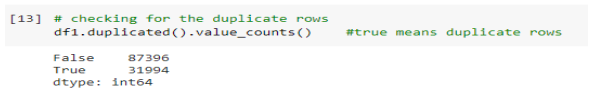 [13] # checking for the duplicate rows
df1.duplicated().value_counts() #true means duplicate rows
False 87396
True 31994
dtype: int64